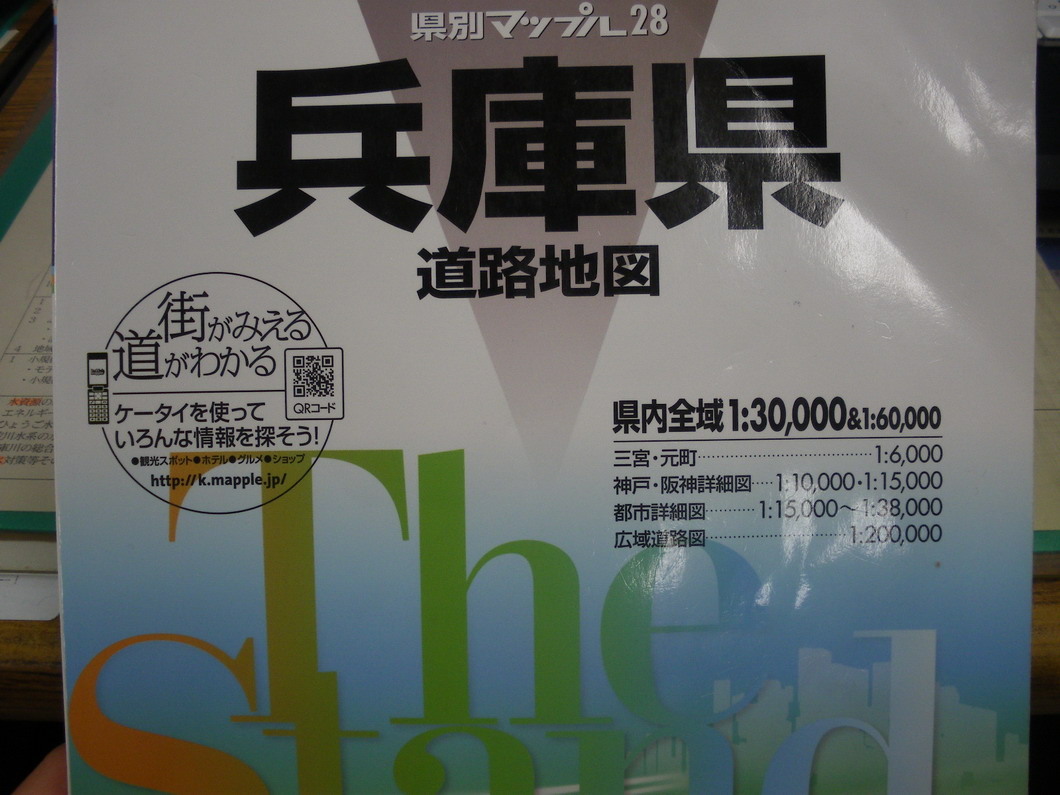 県別マップル28
兵庫県
道路地図
街がみえる
道がわかる
QRコード
ケータイを使って
いろんな情報を探そう!
●観光スポット●ホテル●グルメ●ショップ
http://k.mapple.jp/
県内全域1:30,000&1:60,000
三宮・元町……………………………1:6,000
神戸・阪神詳細図……1:10,000・1:15,000
都市詳細図…………1:15,000〜1:38,000
広域道路図………………………1:200,000
The
Stand